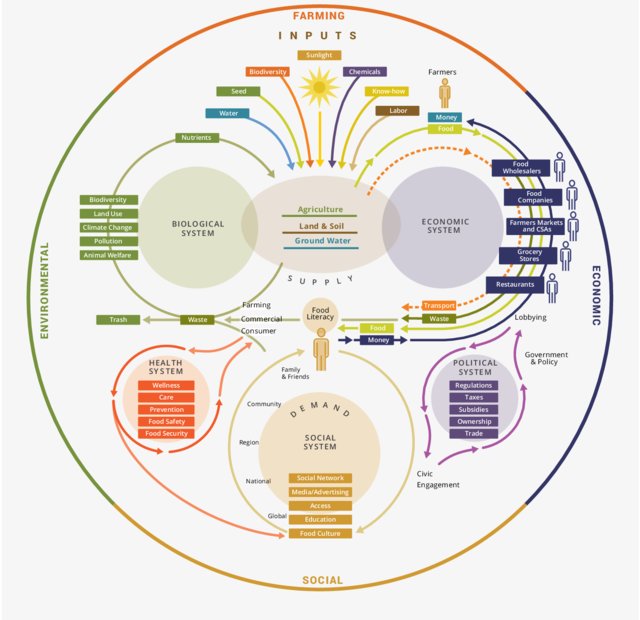 FARMING
INPUTS
Sunlight
Biodiversity
Chemicals
Farmers
Seed
Know-how
Water
Labor
Money
Food
Nutrients
Food
Wholesalers
Food
Companies
Farmers Markets
and CSAs
Grocery
Stores
Restaurants
Biodiversity
Land Use
Climate Change
Pollution
Animal Welfare
BIOLOGICAL
SYSTEM
Agriculture
Land & Soil
Ground Water
ECONOMIC
SYSTEM
SUPPLY
ENVIRONMENTAL
ECONOMIC
Trash
Waste
Farming
Commercial
Consumer
Food
Literacy
Transport
Waste
Food
Money
Lobbying
Government
& Policy
HEALTH
SYSTEM
Wellness
Care
Prevention
Food Safety
Food Security
Family
& Friends
Community
Region
National
Global
DEMAND
SOCIAL
SYSTEM
Social Network
Media/Advertising
Access
Education
Food Culture
POLITICAL
SYSTEM
Regulations
Taxes
Subsidies
Ownership
Trade
Civic
Engagement
SOCIAL